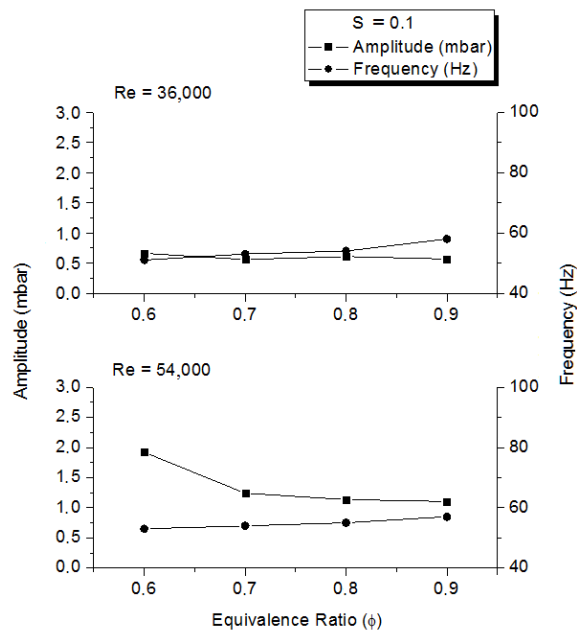 S = 0.1
Amplitude (mbar)
Frequency (Hz)
Re = 36,000
3.0
2.5
2.0
1.5
1.0
0.5
0.0
100
80
60
40
0.6 0.7 0.8 0.9
Amplitude (mbar)
Frequency (Hz)
Re = 54,000
3.0
2.5
2.0
1.5
1.0
0.5
0.0
100
80
60
40
0.6 0.7 0.8 0.9
Equivalence Ratio (ϕ)